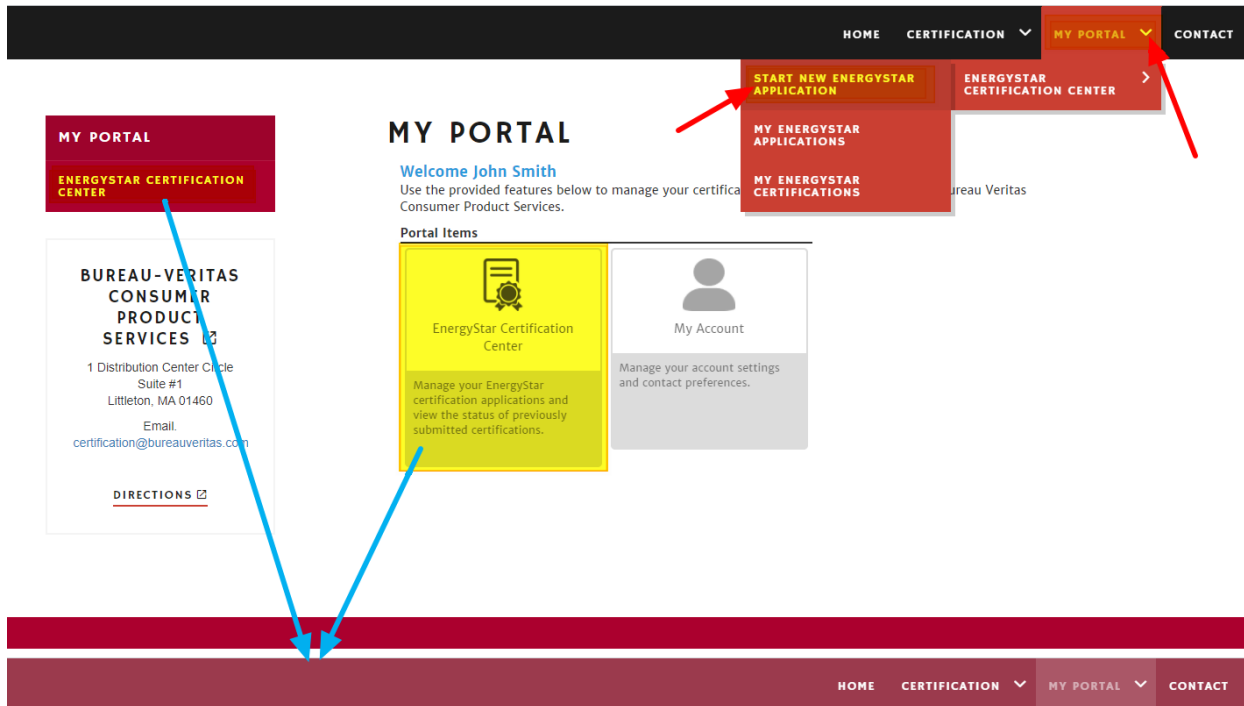 HOME CERTIFICATION MY PORTAL CONTACT
START NEW ENERGYSTAR
APPLICATION
MY ENERGYSTAR
APPLICATIONS
MY ENERGYSTAR
CERTIFICATIONS
ENERGYSTAR
CERTIFICATION CENTER
MY PORTAL
ENERGYSTAR CERTIFICATION
CENTER
BUREAU-VERITAS
CONSUMER
PRODUCT
SERVICES
1 Distribution Center Circle
Suite #1
Littleton, MA 01460
Email.
certification@bureauveritas.com
DIRECTIONS
MY PORTAL
Welcome John Smith
Use the provided features below to manage your certifica
ureau Veritas
Consumer Product Services.
Portal Items
EnergyStar Certification
Center
Manage your EnergyStar
certification applications and
view the status of previously
submitted certifications.
My Account
Manage your account settings
and contact preferences.
HOME CERTIFICATION MY PORTAL CONTACT